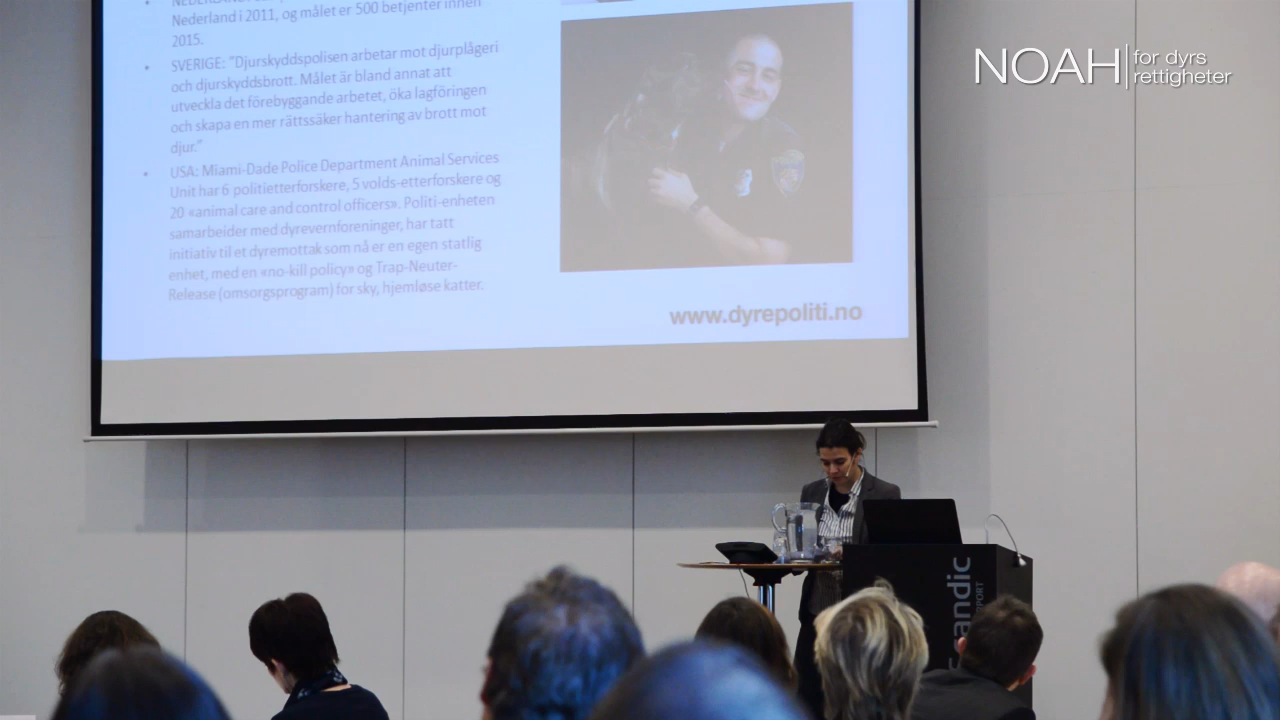 Nederland i 2011, og målet er 500 betjenter innen
2015.
SVERIGE: "Djurskyddspolisen arbetar mot djurplågeri
och djurskyddsbrott. Målet är bland annat att
utveckla det förebyggande arbetet, öka lagföringen
och skapa en mer rättssäker hantering av brott mot
djur."
USA: Miami-Dade Police Department Animal Services
Unit har 6 politietterforskere, 5 volds-etterforskere og
20 «animal care and control officers». Politi-enheten
samarbeider med dyrevernforeninger, har tatt
initiativ til et dyremottak som nå er en egen statlig
enhet, med en «no-kill policy» og Trap-Neuter-
Release (omsorgsprogram) for sky, hjemløse katter.
www.dyrepoliti.no
NOAH for dyrs
rettigheter
andic
PORT